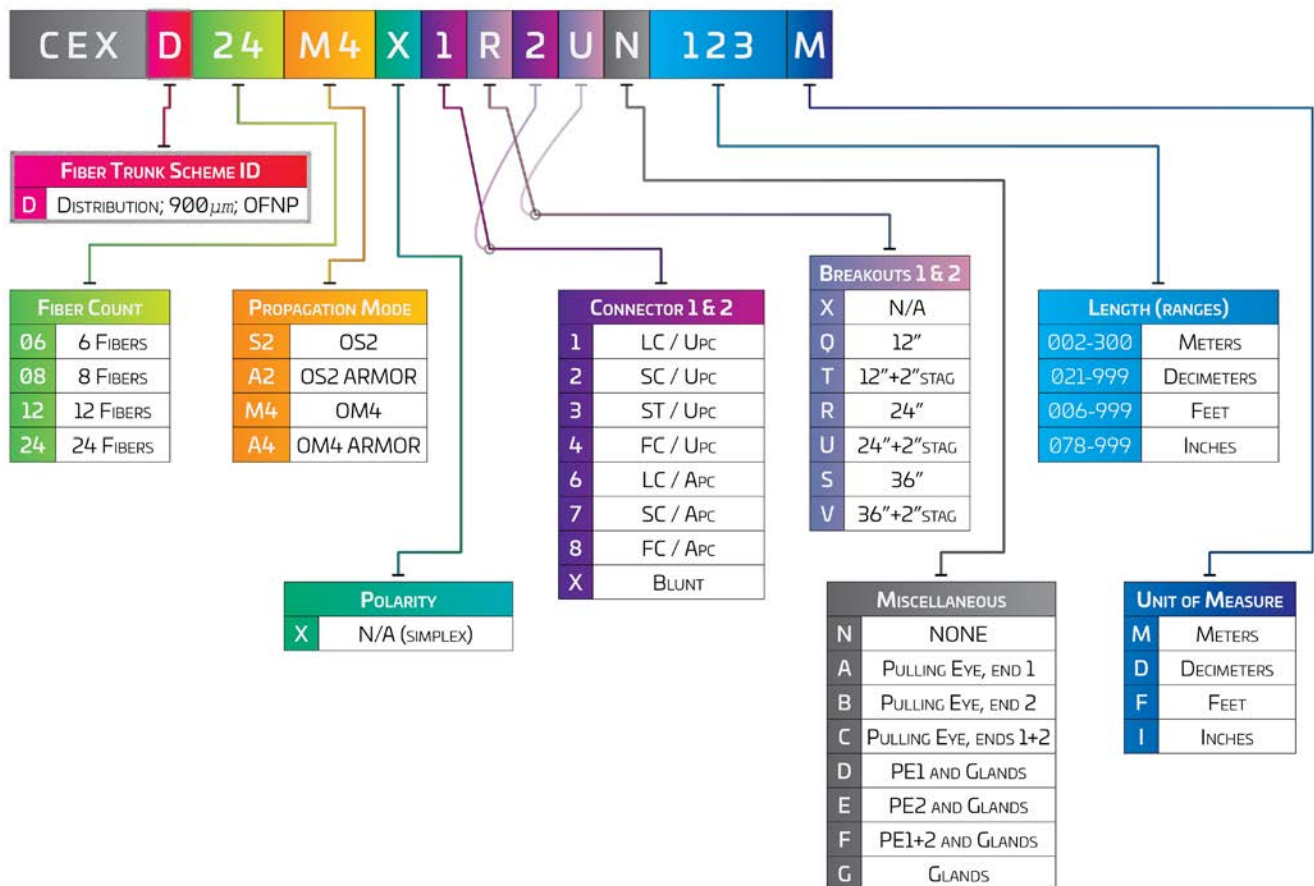 CEX D 24 M4 X 1 R 2 U N 123 M
FIBER TRUNK SCHEME ID
D DISTRIBUTION; 900µm; OFNP
FIBER COUNT
06 6 FIBERS
08 8 FIBERS
12 12 FIBERS
24 24 FIBERS
PROPAGATION MODE
S2 OS2
A2 OS2 ARMOR
M4 OM4
A4 OM4 ARMOR
POLARITY
X N/A (SIMPLEX)
CONNECTOR 1 & 2
1 LC / UPC
2 SC / UPC
3 ST / UPC
4 FC / UPC
6 LC / APC
7 SC / APC
8 FC / APC
X BLUNT
BREAKOUTS 1 & 2
X N/A
Q 12”
T 12”+2”STAG
R 24”
U 24”+2”STAG
S 36”
V 36”+2”STAG
LENGTH (RANGES)
002-300 METERS
021-999 DECIMETERS
006-999 FEET
078-999 INCHES
MISCELLANEOUS
N NONE
A PULLING EYE, END 1
B PULLING EYE, END 2
C PULLING EYE, ENDS 1+2
D PE1 AND GLANDS
E PE2 AND GLANDS
F PE1+2 AND GLANDS
G GLANDS
UNIT OF MEASURE
M METERS
D DECIMETERS
F FEET
I INCHES